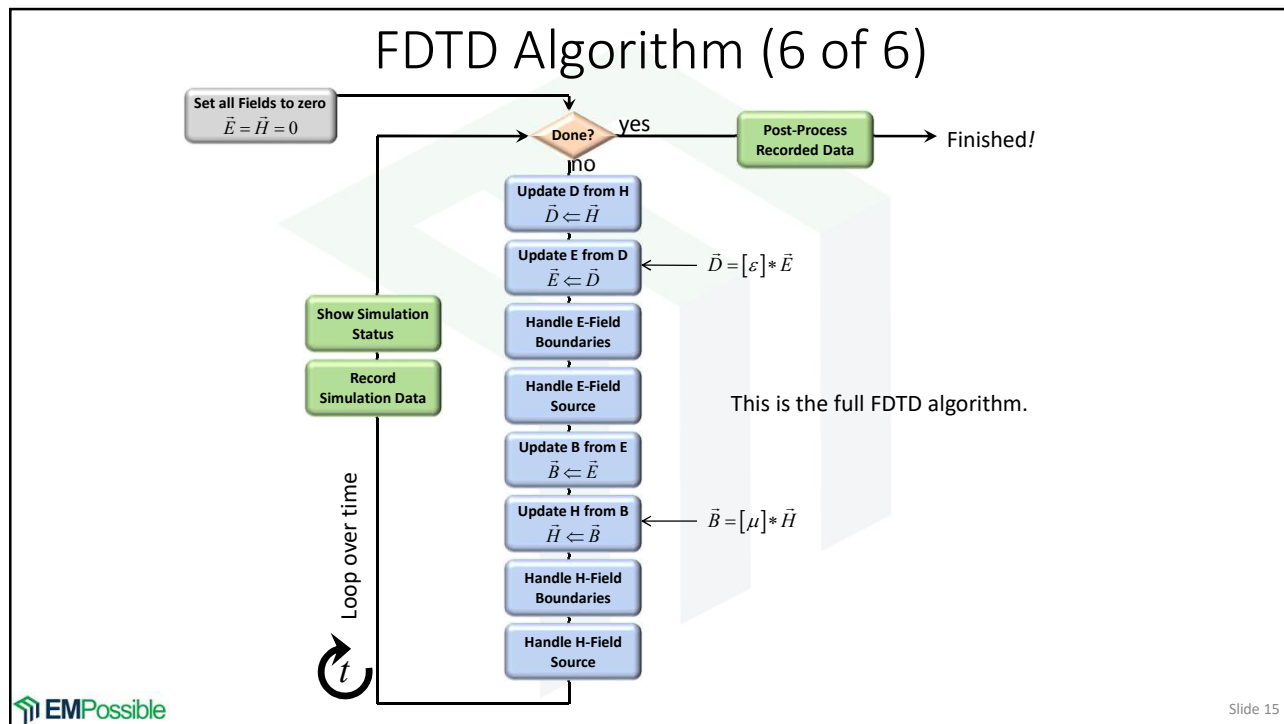 FDTD Algorithm (6 of 6)
Set all Fields to zero
E⃗ = H⃗ = 0
Done?
yes
no
Post-Process
Recorded Data
Finished!
Update D from H
D⃗ ⇐ H⃗
Update E from D
E⃗ ⇐ D⃗
D⃗ = [ε] * E⃗
Handle E-Field
Boundaries
Handle E-Field
Source
Update B from E
B⃗ ⇐ E⃗
Update H from B
H⃗ ⇐ B⃗
B⃗ = [μ] * H⃗
Handle H-Field
Boundaries
Handle H-Field
Source
Show Simulation
Status
Record
Simulation Data
Loop over time
t
This is the full FDTD algorithm.
EMPossible
Slide 15